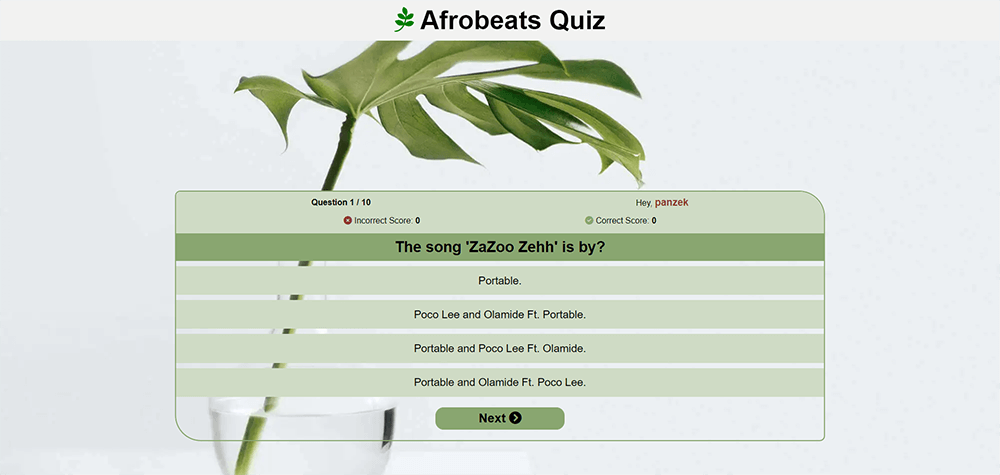 Afrobeats Quiz
Question 1 / 10
Hey, panzek
Incorrect Score: 0
Correct Score: 0
The song 'ZaZoo Zehh' is by?
Portable.
Poco Lee and Olamide Ft. Portable.
Portable and Poco Lee Ft. Olamide.
Portable and Olamide Ft. Poco Lee.
Next